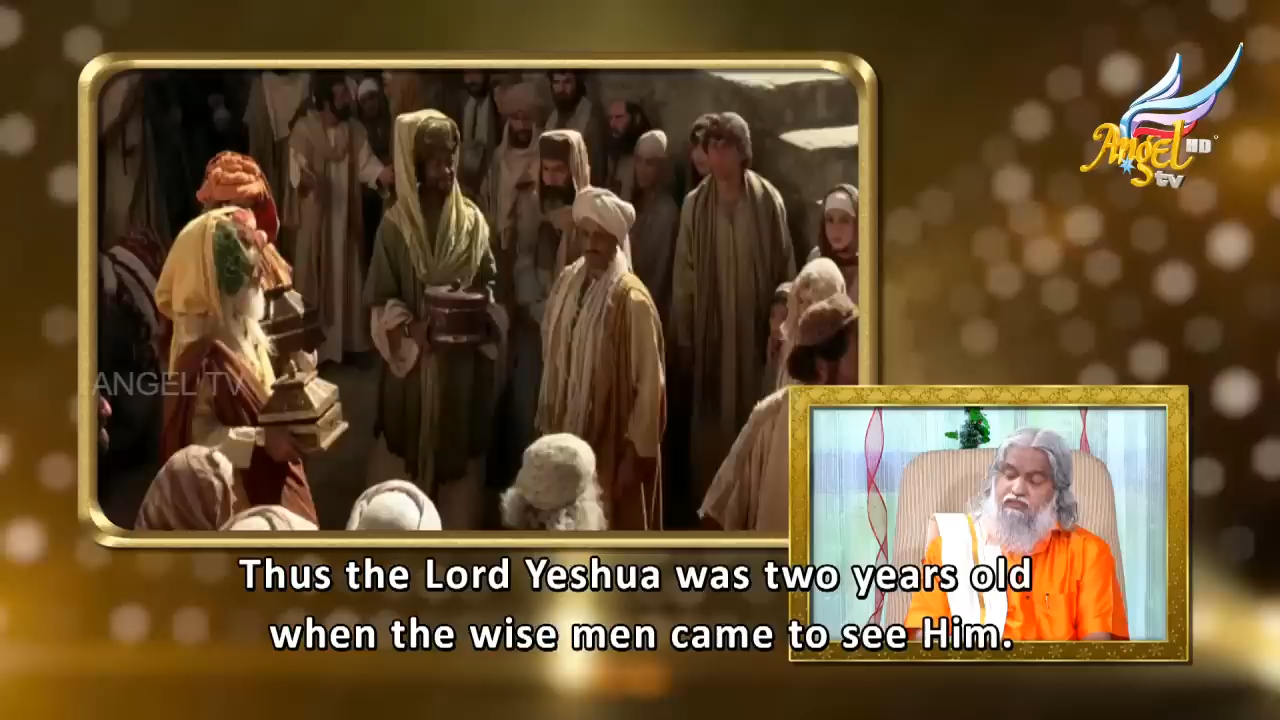 Angel HD
tv
ANGEL TV
Thus the Lord Yeshua was two years old
when the wise men came to see Him.